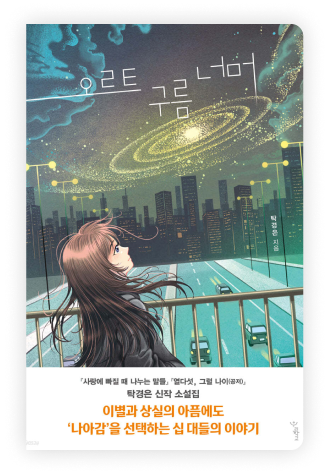 오르트
구름 너머
탁경은 지음
「사랑에 빠질 때 나누는 말들」 「열다섯, 그럴 나이(공저)」
탁경은 신작 소설집
이별과 상실의 아픔에도
‘나아감’을 선택하는 십 대들의 이야기